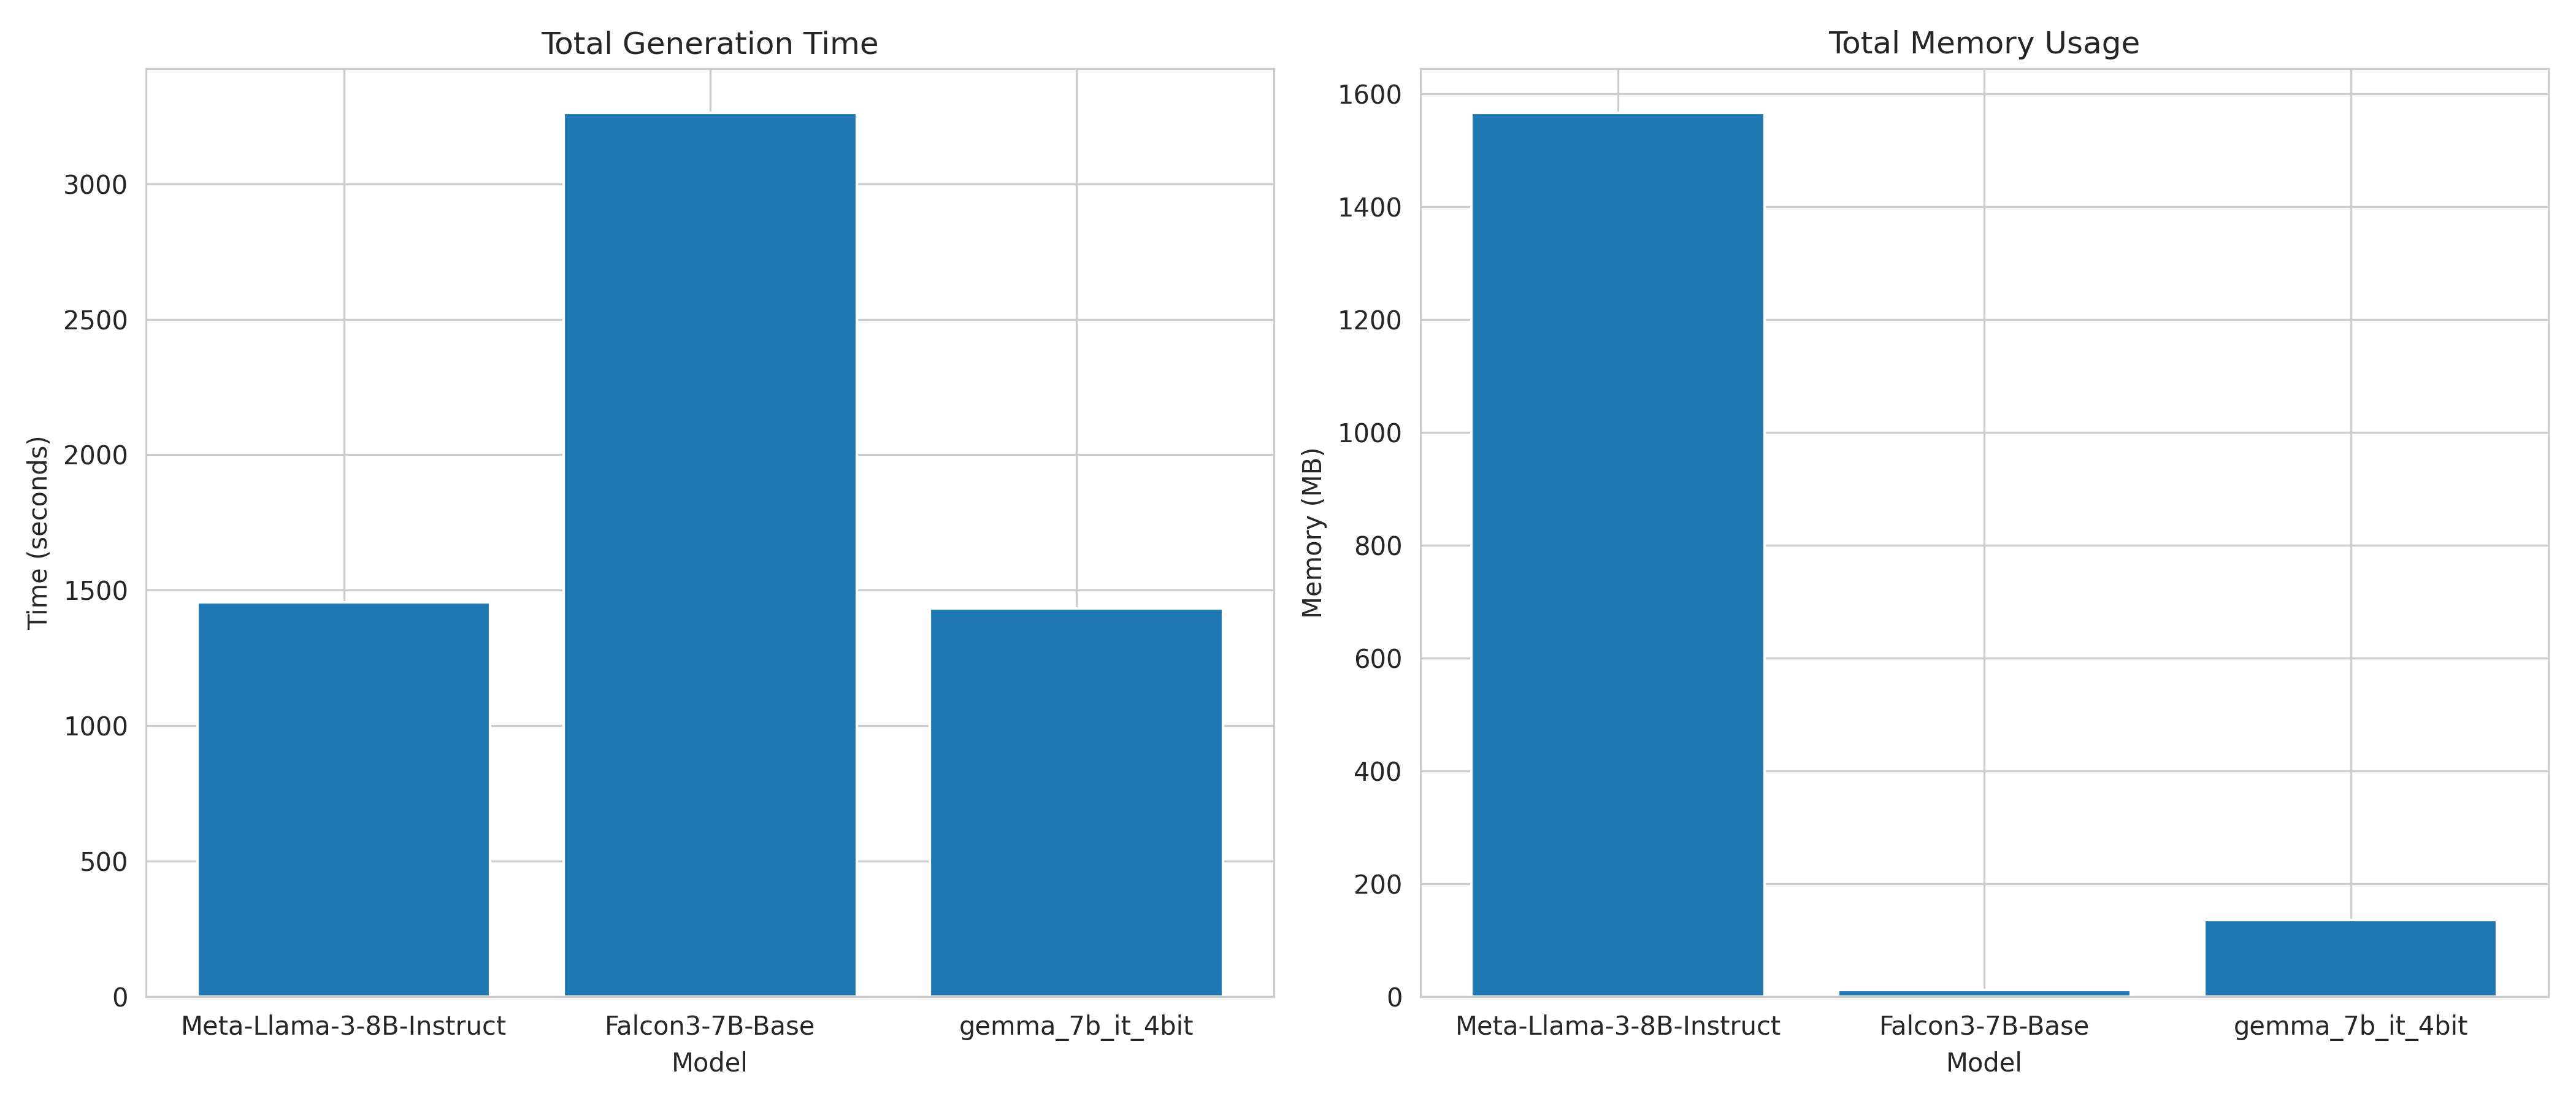 Total Generation Time
Time (seconds)
3000
2500
2000
1500
1000
500
0
Meta-Llama-3-8B-Instruct
Falcon3-7B-Base
gemma_7b_it_4bit
Model
Total Memory Usage
Memory (MB)
1600
1400
1200
1000
800
600
400
200
0
Meta-Llama-3-8B-Instruct
Falcon3-7B-Base
gemma_7b_it_4bit
Model